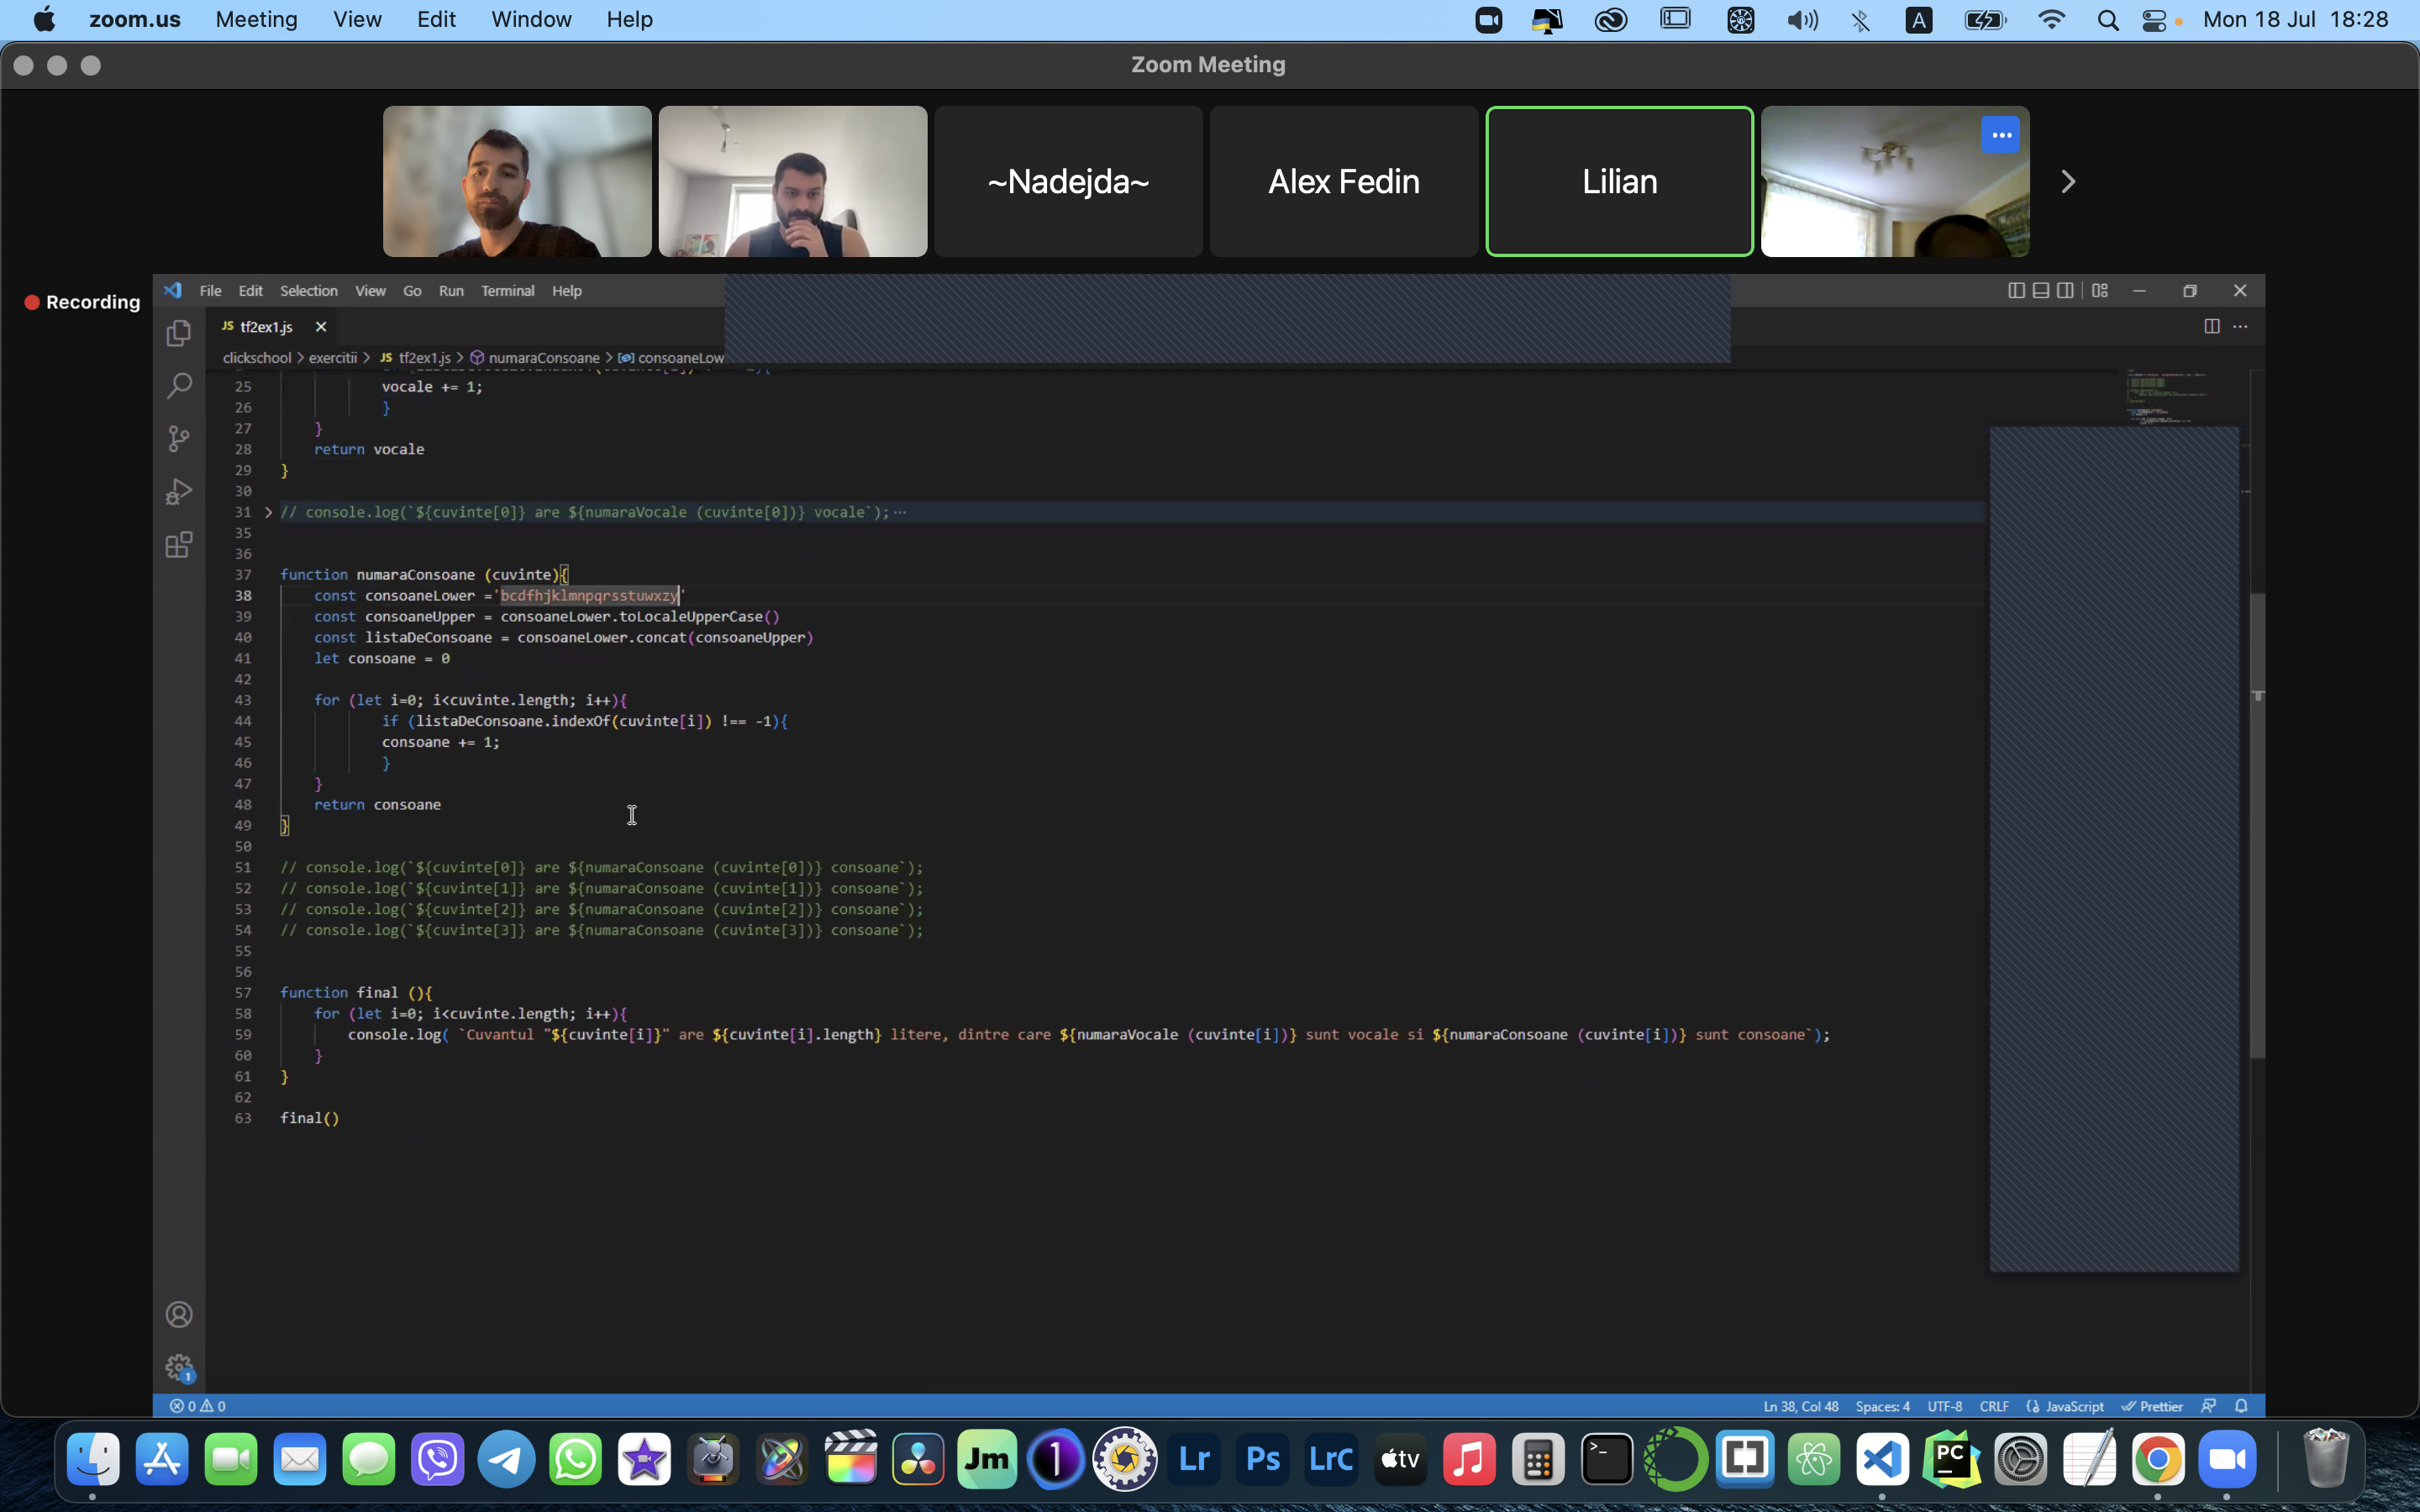 zoom.us Meeting View Edit Window Help A Mon 18 Jul 18:28
Zoom Meeting
~Nadejda~ Alex Fedin Lilian
Recording
File Edit Selection View Go Run Terminal Help
JS tf2ex1.js
clickschool > exercitii > JS tf2ex1.js > numaraConsoane > consoaneLow
25 vocale += 1;
26 }
27 }
28 return vocale
29 }
30
31 // console.log(`${cuvinte[0]} are ${numaraVocale (cuvinte[0])} vocale`);...
35
36
37 function numaraConsoane (cuvinte){
38 const consoaneLower ='bcdfhjklmnpqrsstuwxzy'
39 const consoaneUpper = consoaneLower.toLocaleUpperCase()
40 const listaDeConsoane = consoaneLower.concat(consoaneUpper)
41 let consoane = 0
42
43 for (let i=0; i<cuvinte.length; i++){
44 if (listaDeConsoane.indexOf(cuvinte[i]) !== -1){
45 consoane += 1;
46 }
47 }
48 return consoane
49 }
50
51 // console.log(`${cuvinte[0]} are ${numaraConsoane (cuvinte[0])} consoane`);
52 // console.log(`${cuvinte[1]} are ${numaraConsoane (cuvinte[1])} consoane`);
53 // console.log(`${cuvinte[2]} are ${numaraConsoane (cuvinte[2])} consoane`);
54 // console.log(`${cuvinte[3]} are ${numaraConsoane (cuvinte[3])} consoane`);
55
56
57 function final (){
58 for (let i=0; i<cuvinte.length; i++){
59 console.log( `Cuvantul "${cuvinte[i]}" are ${cuvinte[i].length} litere, dintre care ${numaraVocale (cuvinte[i])} sunt vocale si ${numaraConsoane (cuvinte[i])} sunt consoane`);
60 }
61 }
62
63 final()
1
0 0 Ln 38, Col 48 Spaces: 4 UTF-8 CRLF JavaScript Prettier
Jm 1 Lr Ps LrC tv >_ PC